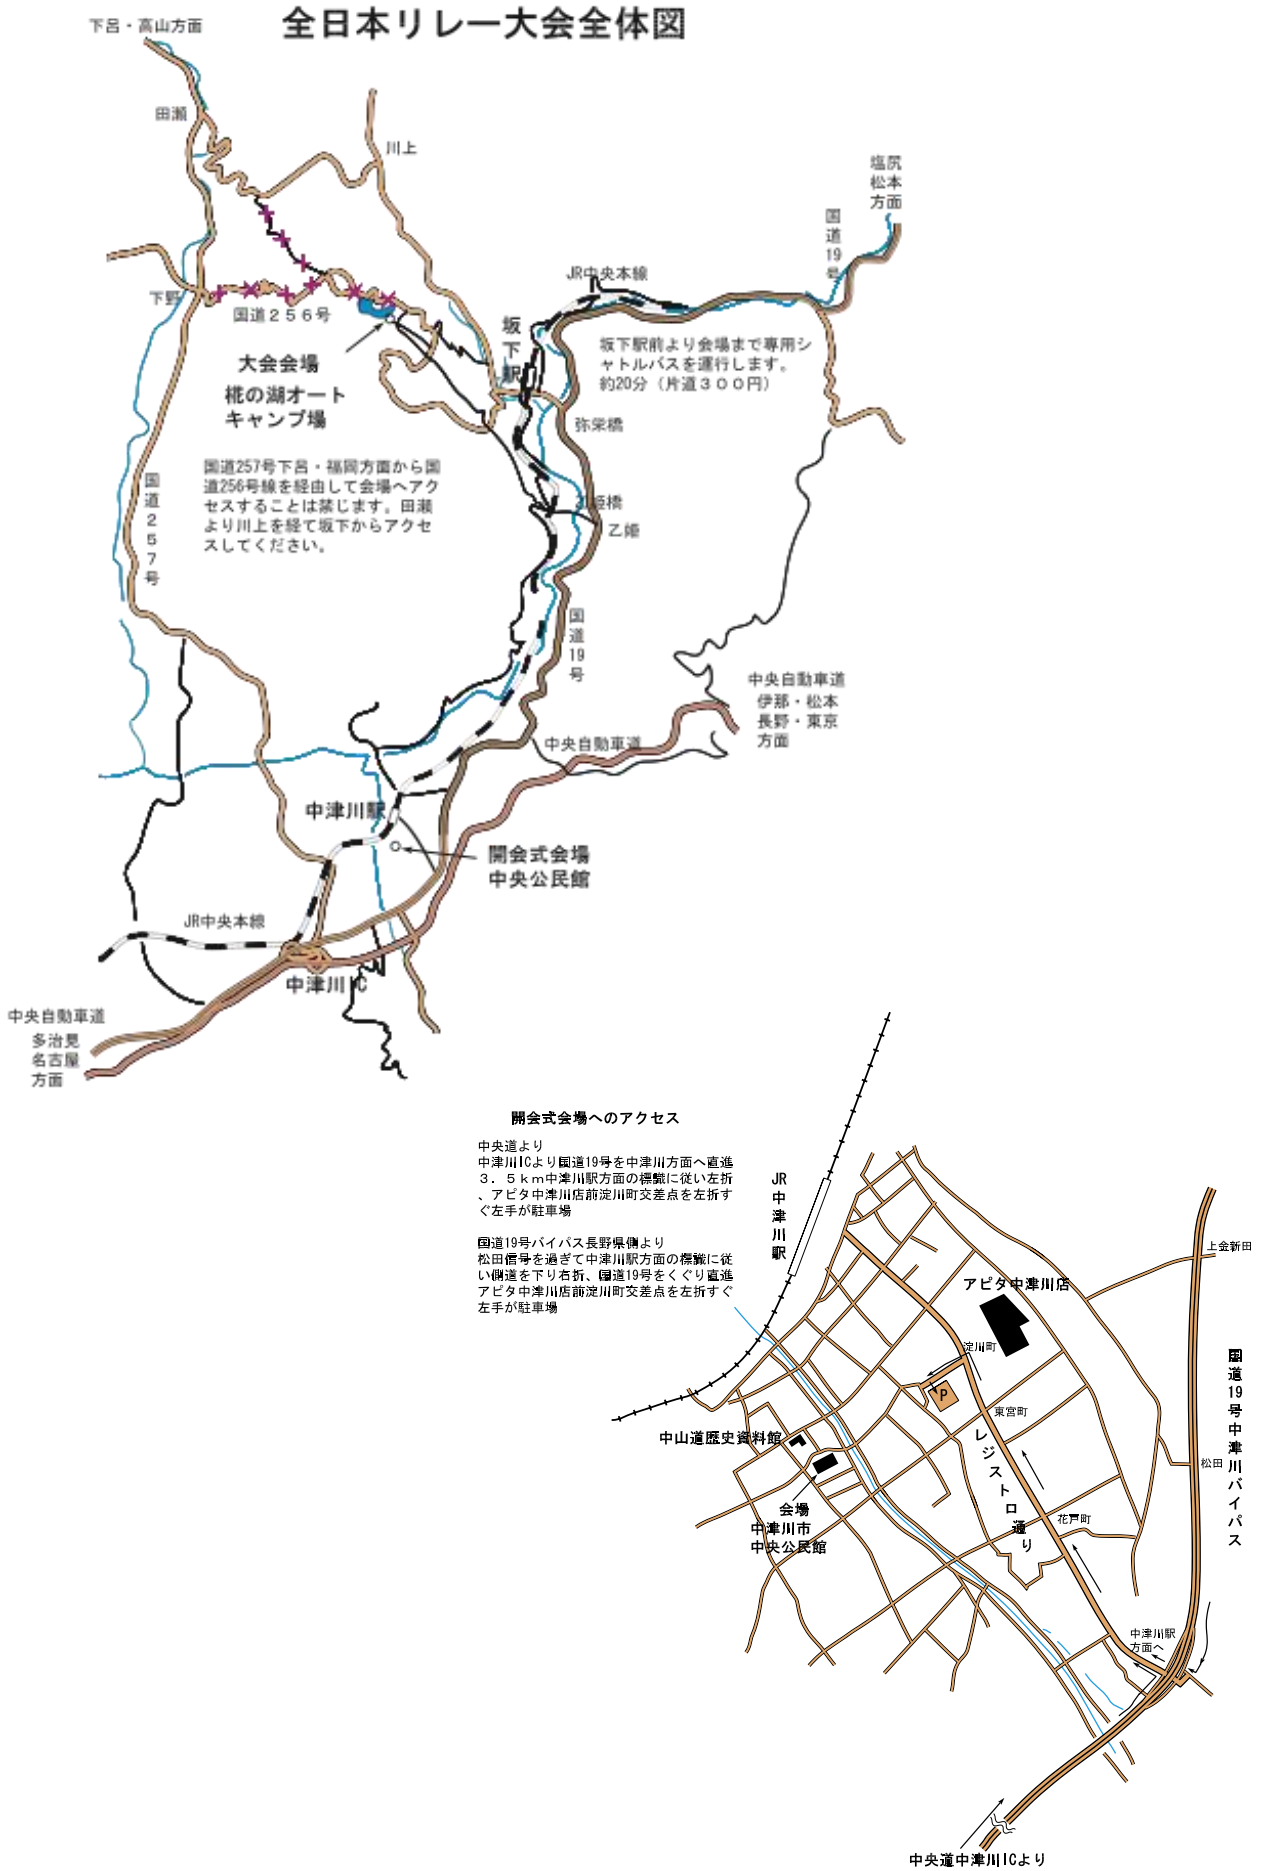 全日本リレー大会全体図
下呂・高山方面
田瀬
川上
塩尻
松本
方面
国道19号
JR中央本線
下野
国道２５６号
坂下駅
坂下駅前より会場まで専用シ
ャトルバスを運行します。
約20分（片道３００円）
大会会場
椛の湖オート
キャンプ場
弥栄橋
国道257号下呂・福岡方面から国
道256号線を経由して会場へアク
セスすることは禁じます。田瀬
より川上を経て坂下からアクセ
スしてください。
国道２５７号
乙姫橋
乙姫
国道19号
中央自動車道
伊那・松本
長野・東京
方面
中央自動車道
中津川駅
開会式会場
中央公民館
JR中央本線
中津川IC
中央自動車道
多治見
名古屋
方面
開会式会場へのアクセス
中央道より
中津川ICより国道19号を中津川方面へ直進
３．５ｋｍ中津川駅方面の標識に従い左折
、アピタ中津川店前淀川町交差点を左折す
ぐ左手が駐車場
国道19号バイパス長野県側より
松田信号を過ぎて中津川駅方面の標識に従
い側道を下り右折、国道19号をくぐり直進
アピタ中津川店前淀川町交差点を左折すぐ
左手が駐車場
JR中津川駅
上金新田
アピタ中津川店
淀川町
国道19号中津川バイパス
P
東宮町
中山道歴史資料館
レジストロ通り
松田
会場
中津川市
中央公民館
花戸町
中津川駅
方面へ
中央道中津川ICより